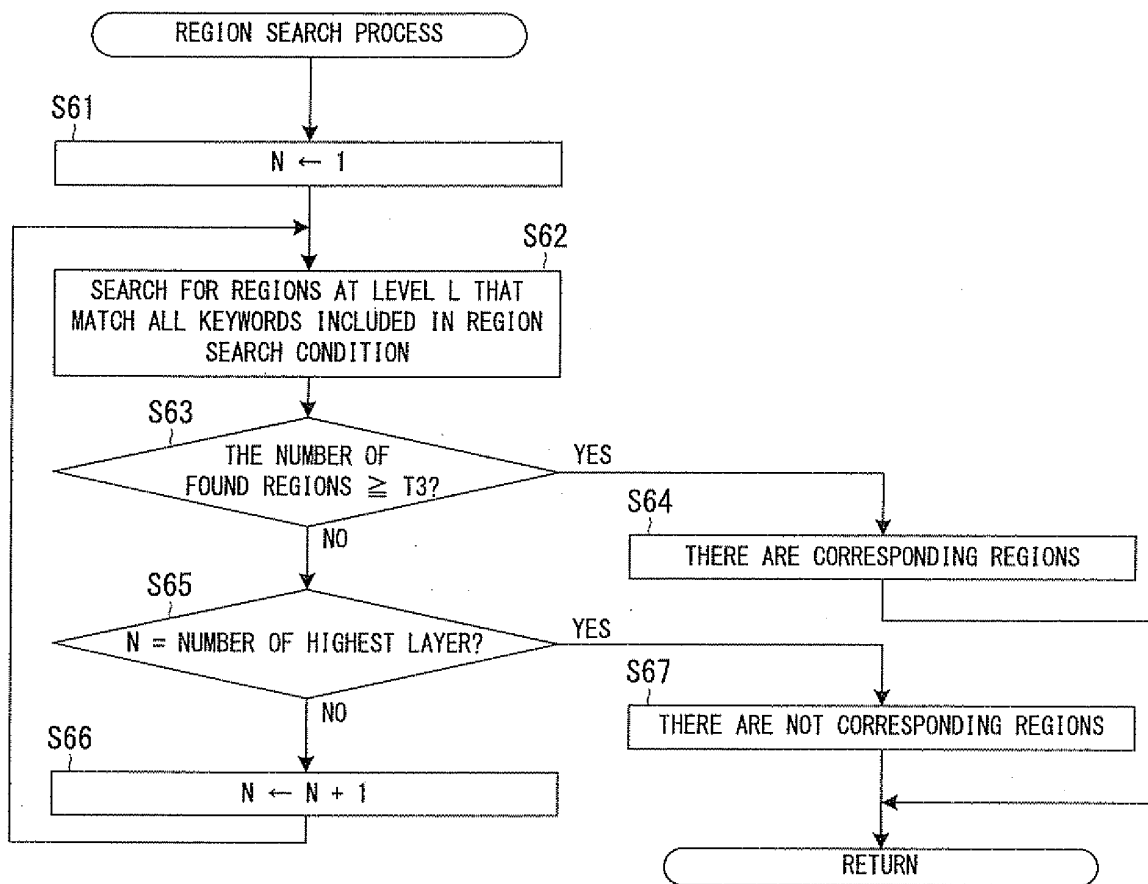 REGION SEARCH PROCESS
S61
N ← 1
S62
SEARCH FOR REGIONS AT LEVEL L THAT
MATCH ALL KEYWORDS INCLUDED IN REGION
SEARCH CONDITION
S63
THE NUMBER OF
FOUND REGIONS ≧ T3?
YES
NO
S64
THERE ARE CORRESPONDING REGIONS
S65
N = NUMBER OF HIGHEST LAYER?
YES
NO
S67
THERE ARE NOT CORRESPONDING REGIONS
S66
N ← N + 1
RETURN